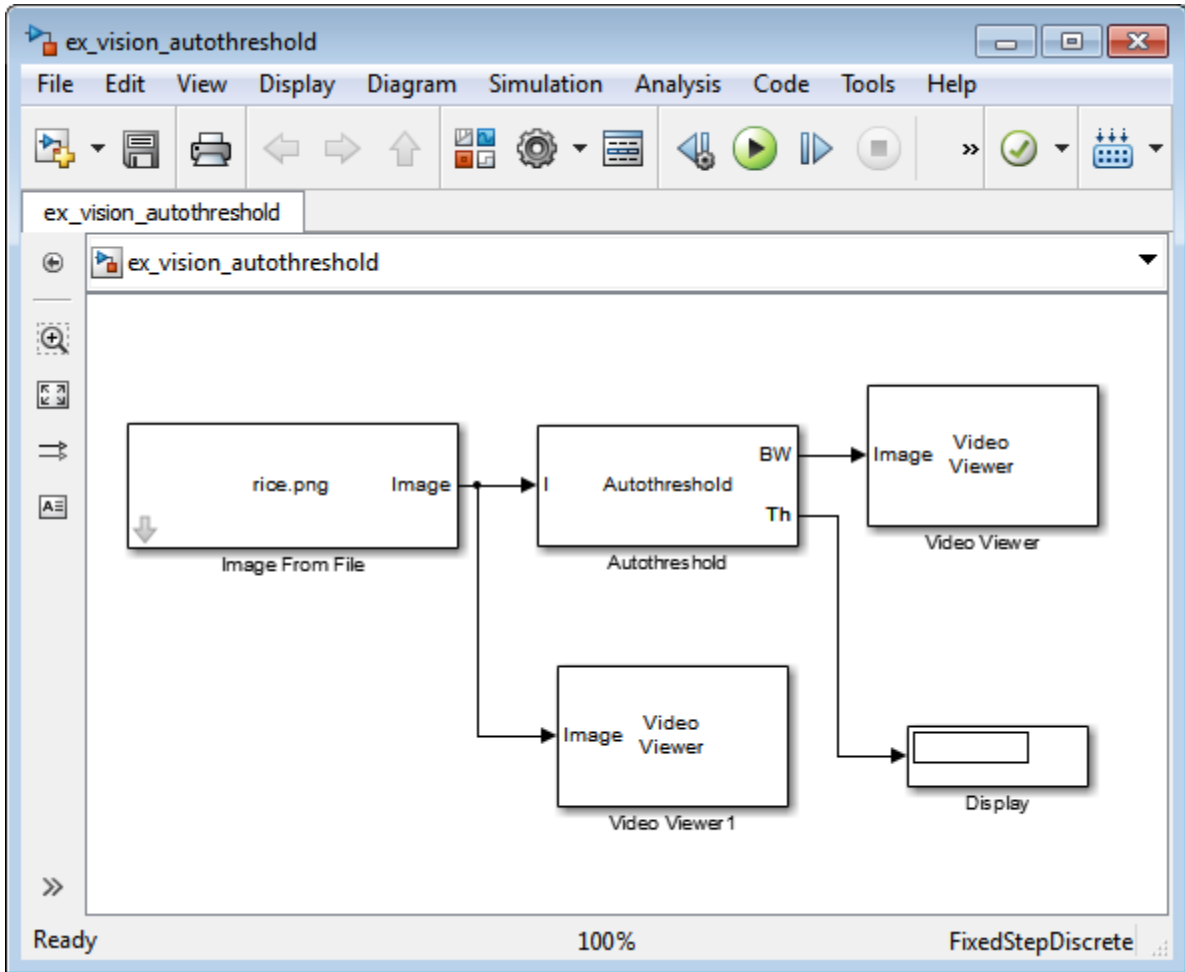 ex_vision_autothreshold
File Edit View Display Diagram Simulation Analysis Code Tools Help
»
ex_vision_autothreshold
ex_vision_autothreshold
rice.png Image
Image From File
I Autothreshold BW
Th
Autothreshold
Image Video
Viewer
Video Viewer
Image Video
Viewer
Video Viewer1
Display
A
»
Ready 100% FixedStepDiscrete